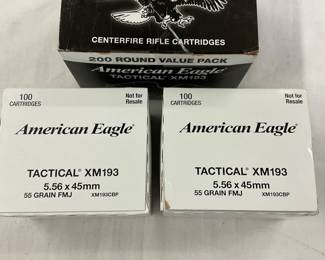 CENTERFIRE RIFLE CARTRIDGES
200 ROUND VALUE PACK
American Eagle®
TACTICAL® XM193
100
CARTRIDGES
Not for
Resale
American Eagle®
TACTICAL® XM193
5.56 x 45mm
55 GRAIN FMJ
XM193CBP
100
CARTRIDGES
Not for
Resale
American Eagle®
TACTICAL® XM193
5.56 x 45mm
55 GRAIN FMJ
XM193CBP